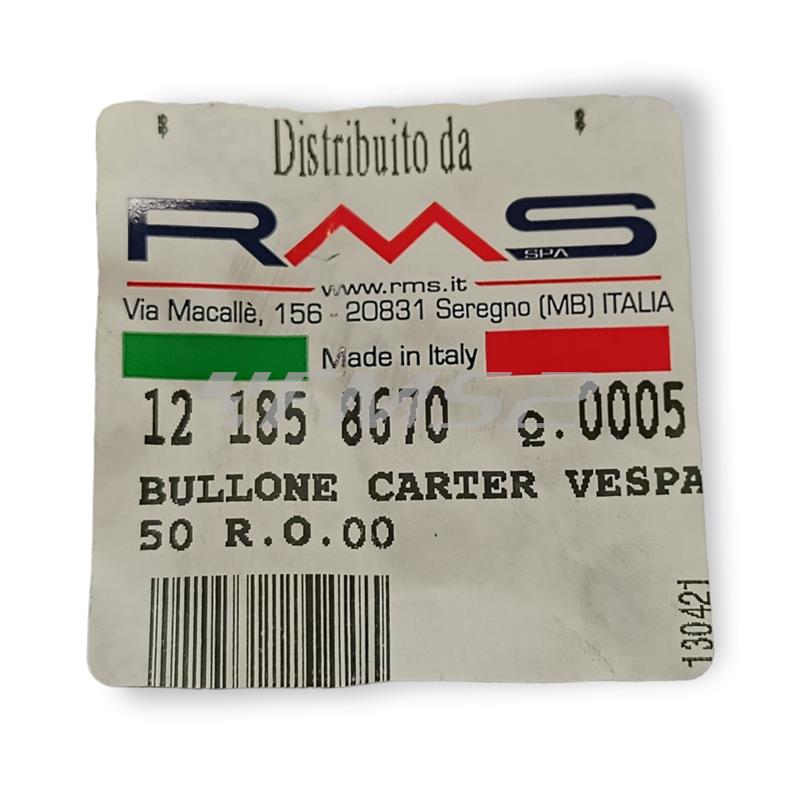 Distribuito da
RMS
SPA
www.rms.it
Via Macallè, 156 - 20831 Seregno (MB) ITALIA
Made in Italy
12 185 8670 Q.0005
BULLONE CARTER VESPA
50 R.O.00
130421